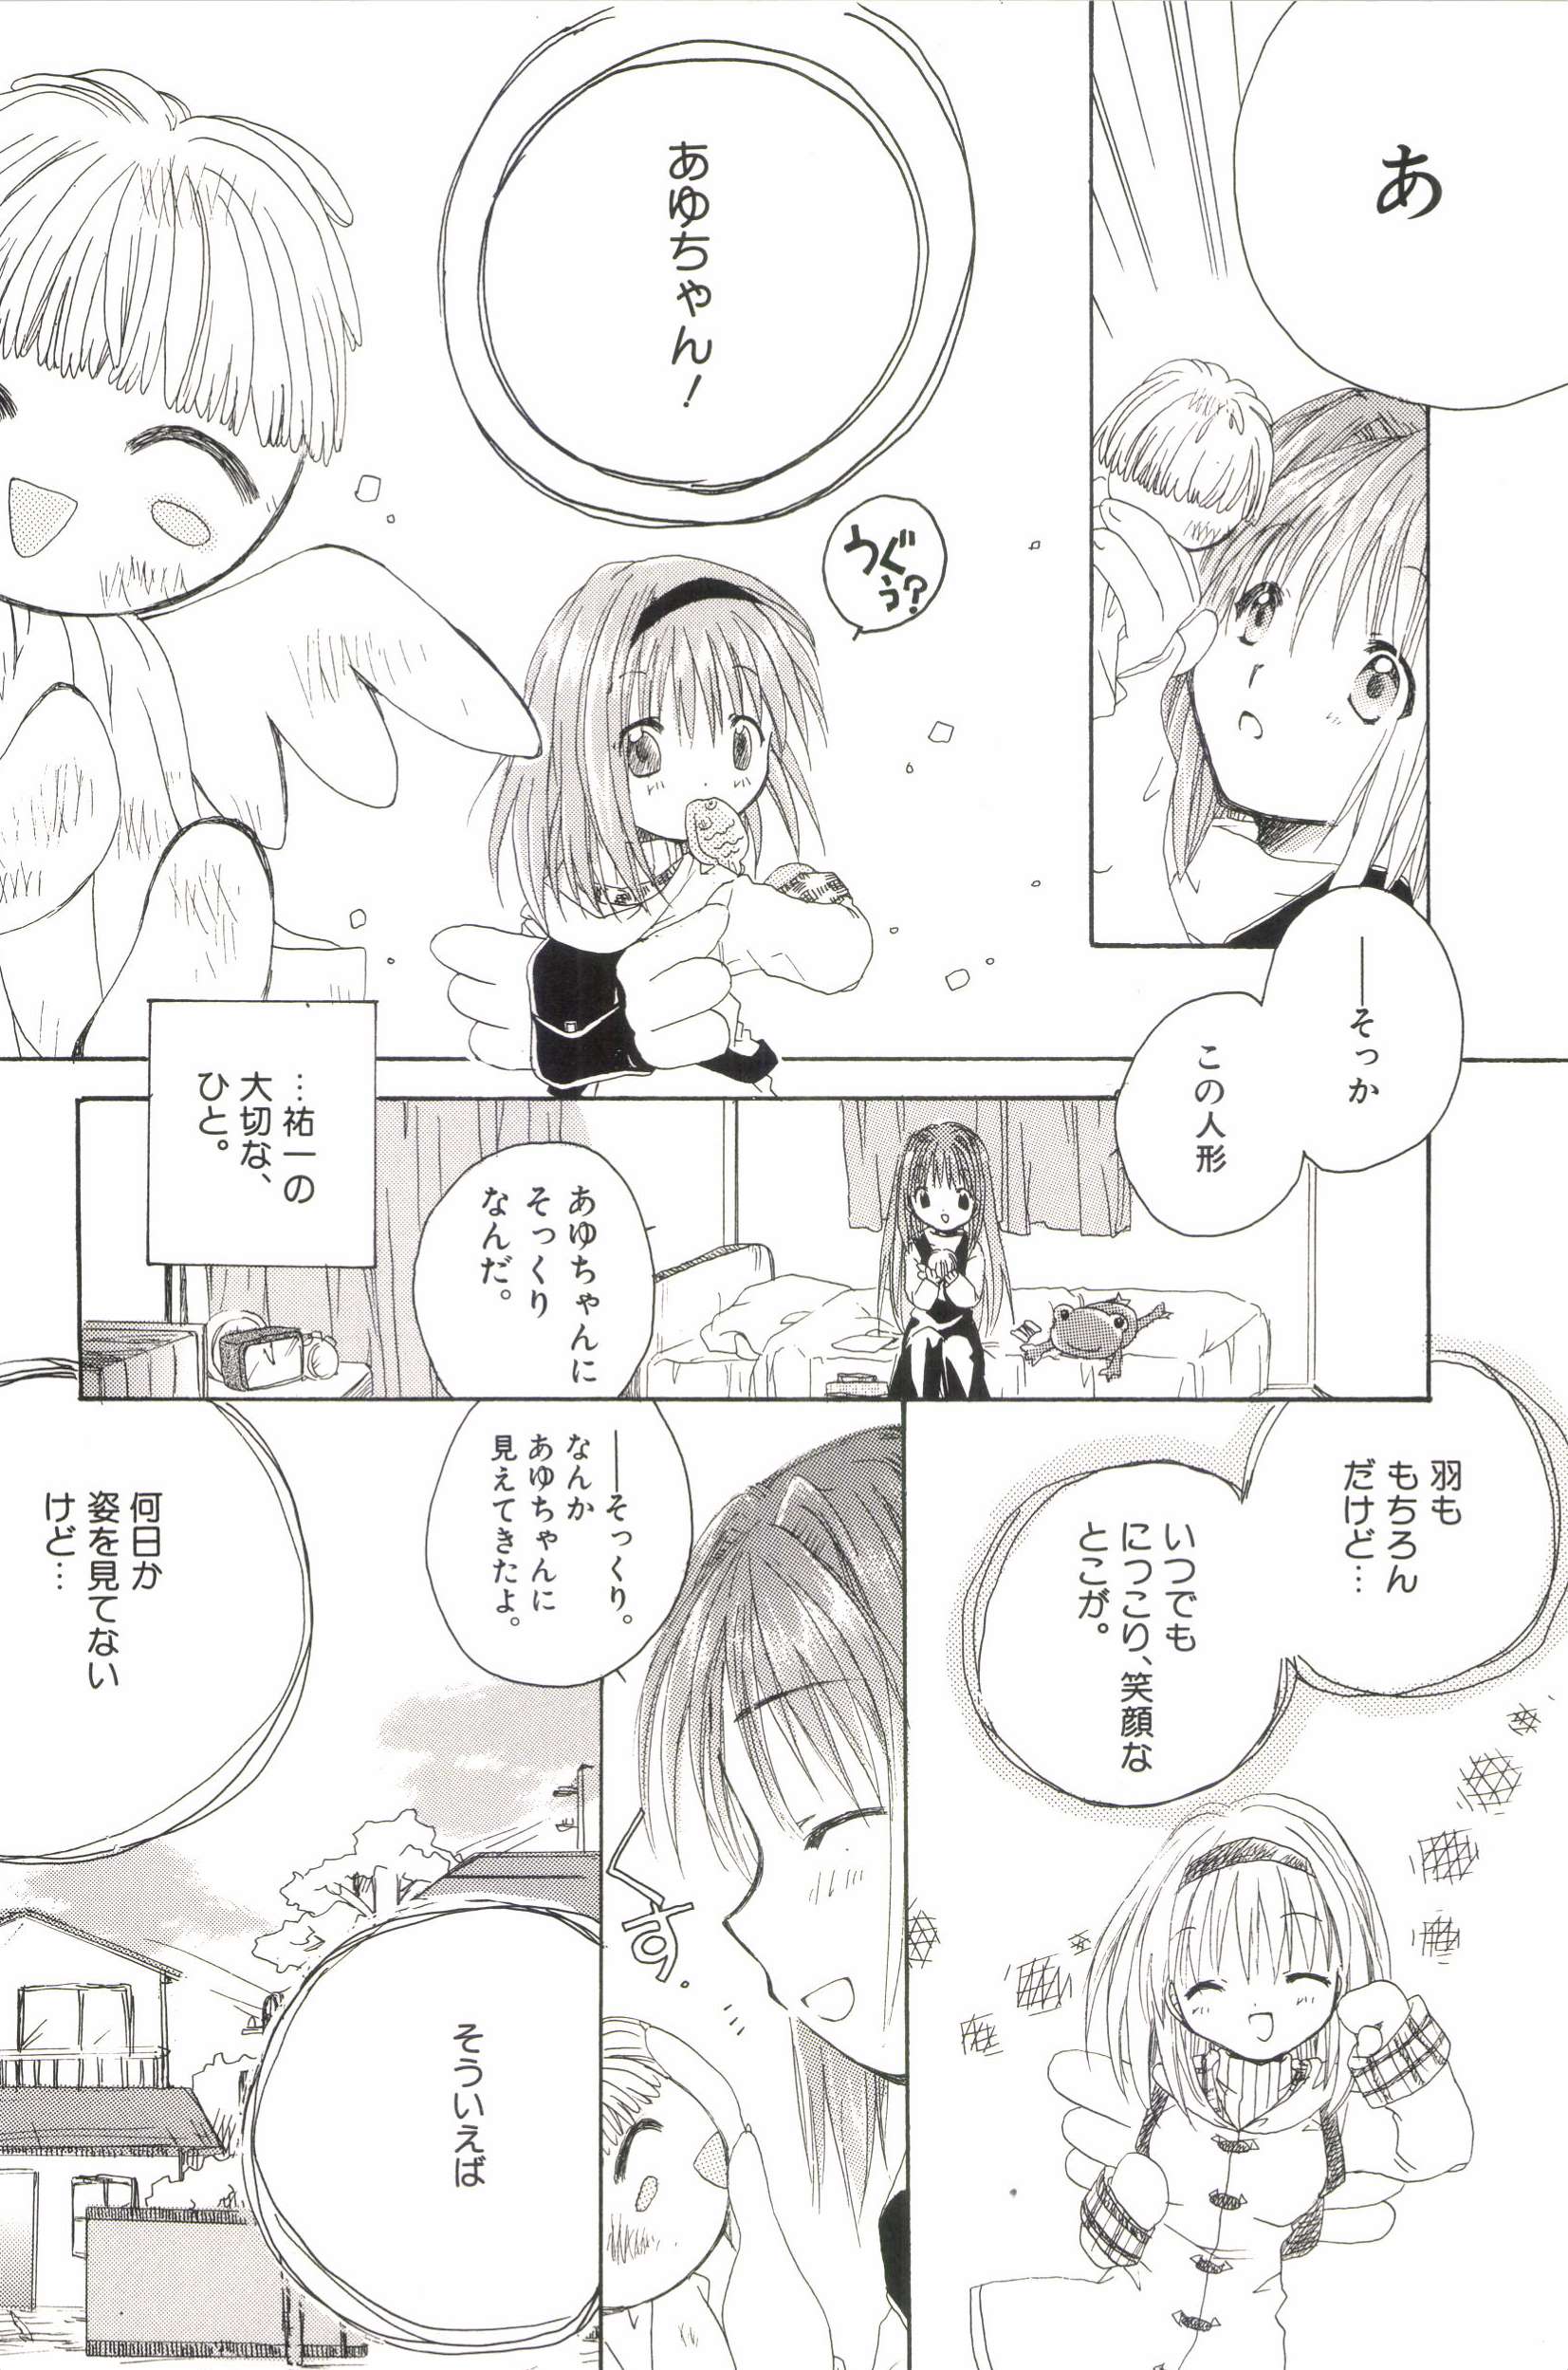 あ
あゆちゃん！
うぐ
ぅ？
――そっか
この人形
あゆちゃんに
そっくり
なんだ。
…祐一の
大切な、
ひと。
羽も
もちろん
だけど…
いつでも
にっこり、笑顔な
とこが。
――そっくり。
なんか
あゆちゃんに
見えてきたよ。
くす.
そういえば
何日か
姿を見てない
けど…